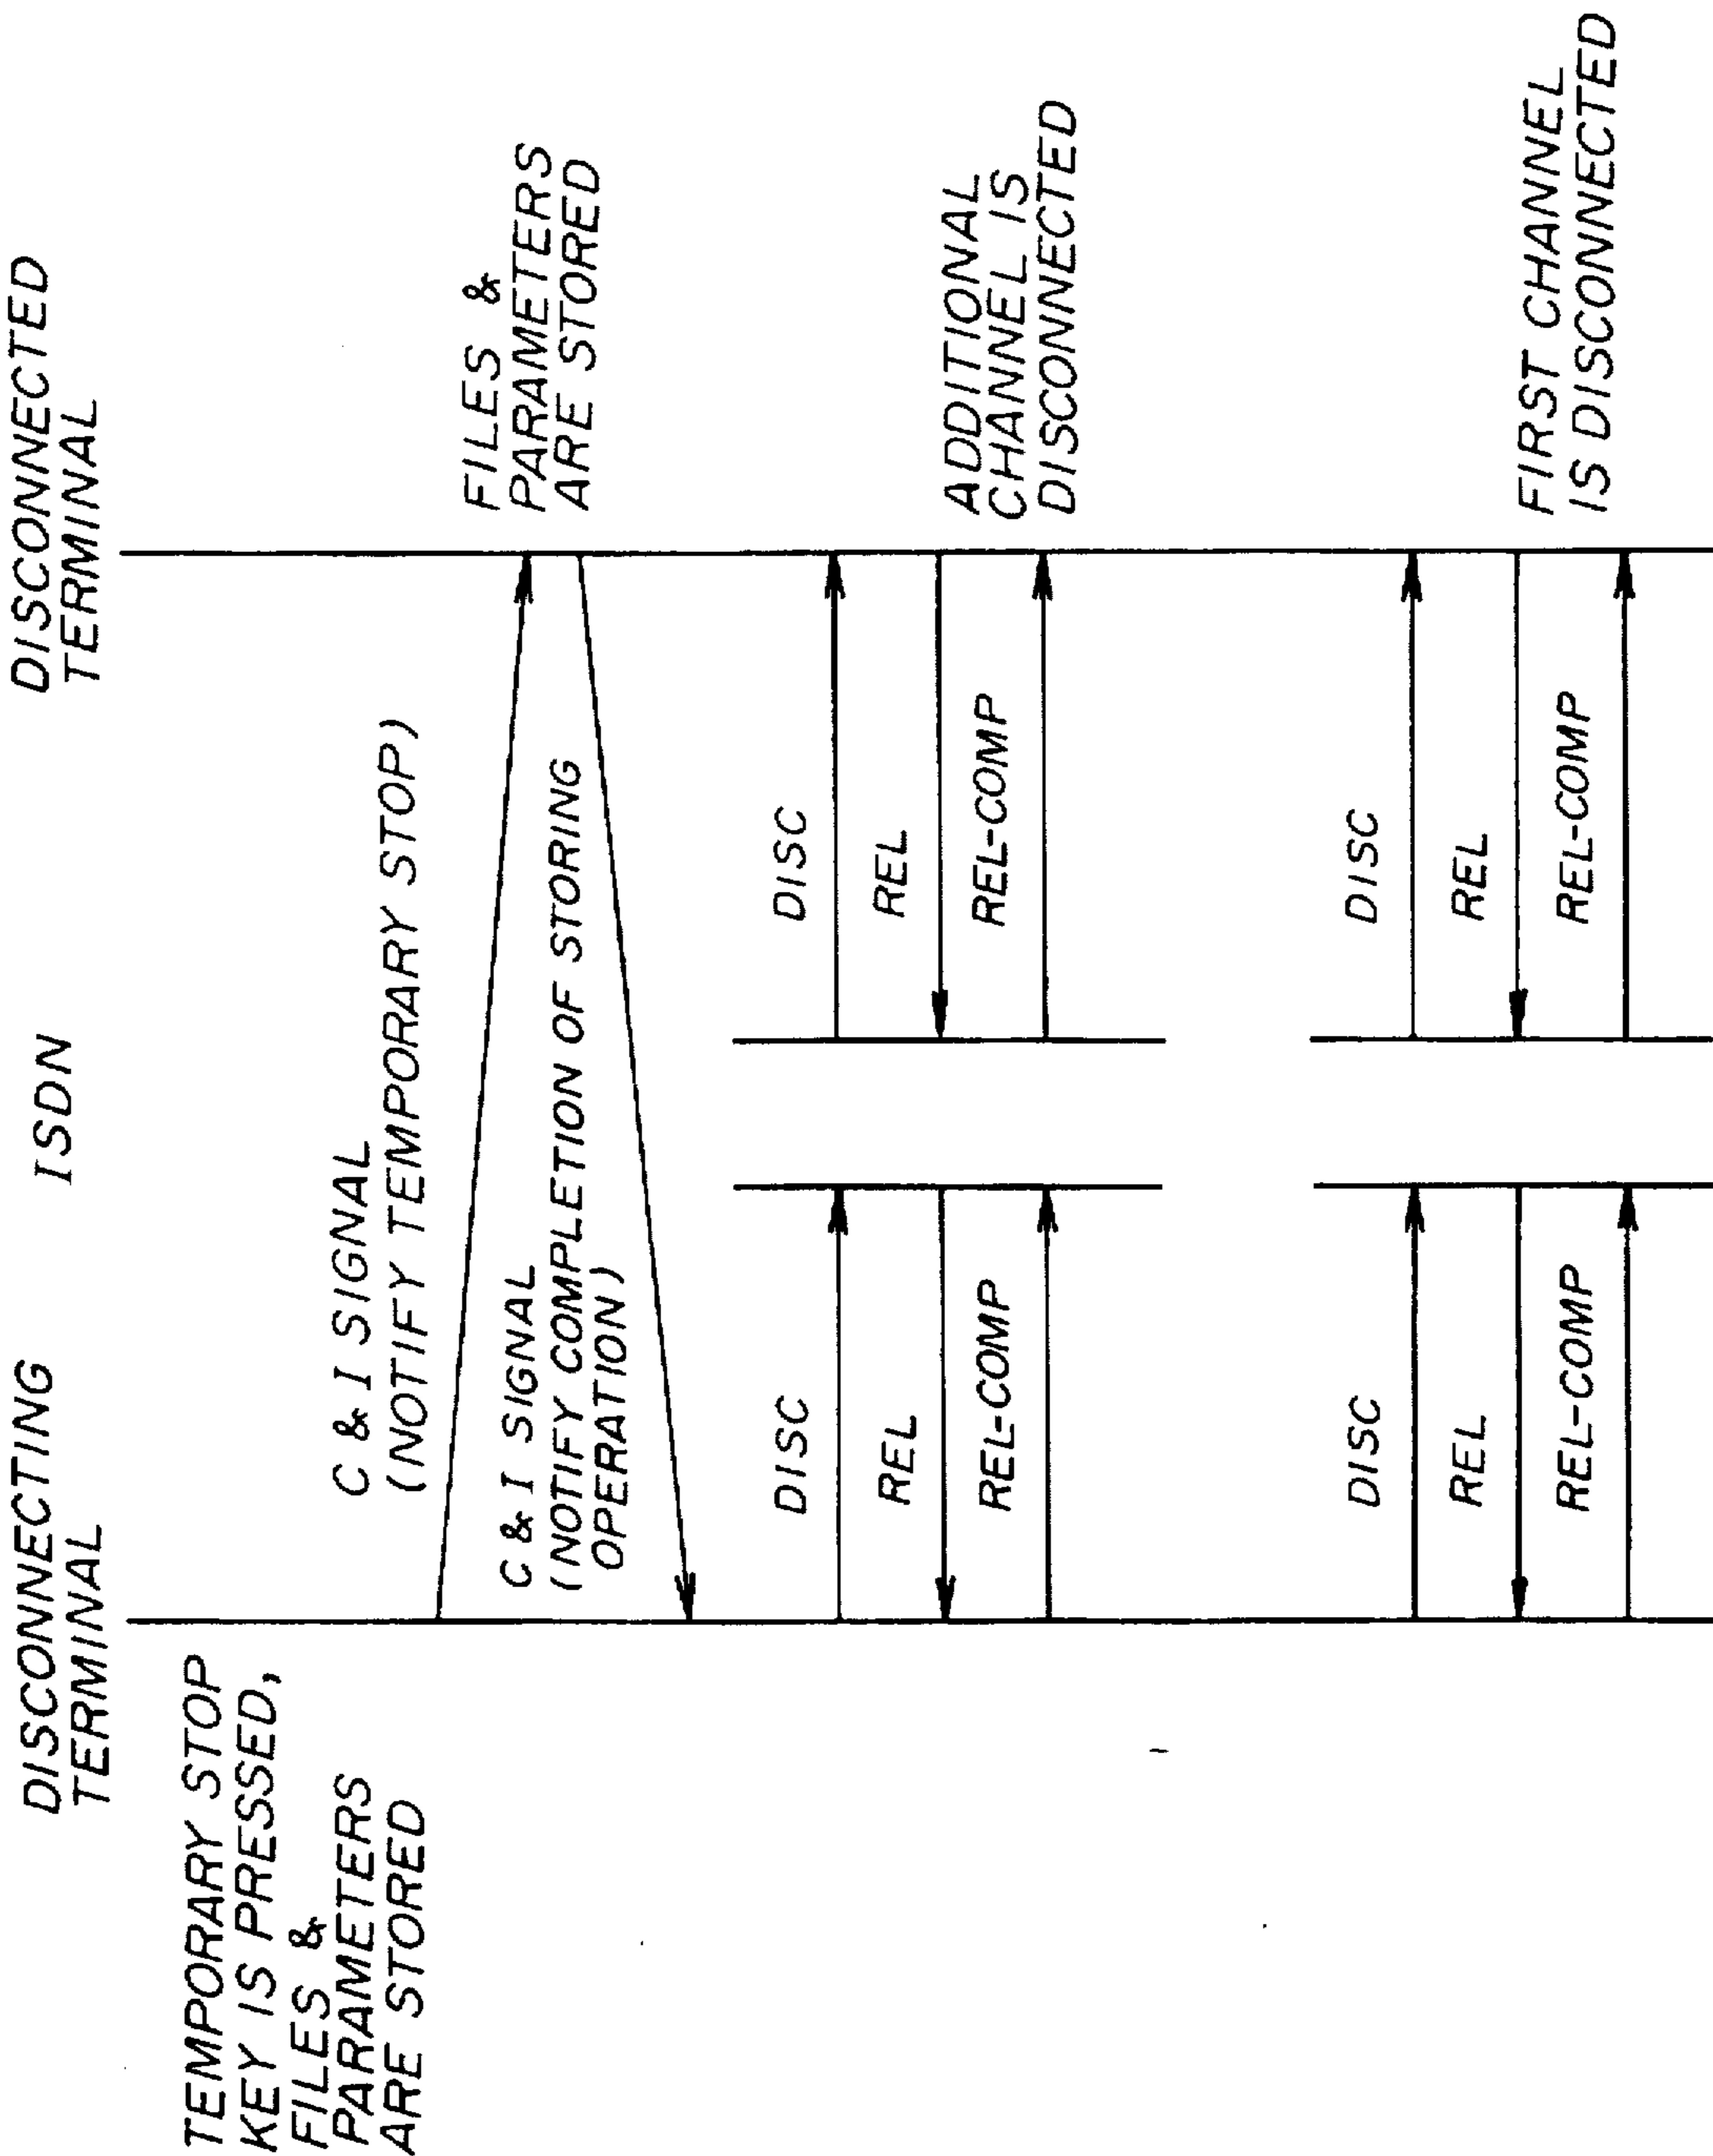 DISCONNECTING
TERMINAL
ISDN
DISCONNECTED
TERMINAL
TEMPORARY STOP
KEY IS PRESSED,
FILES &
PARAMETERS
ARE STORED
C & I SIGNAL
(NOTIFY TEMPORARY STOP)
FILES &
PARAMETERS
ARE STORED
C & I SIGNAL
(NOTIFY COMPLETION OF STORING
OPERATION)
DISC
DISC
REL
REL
REL-COMP
REL-COMP
ADDITIONAL
CHANNEL IS
DISCONNECTED
DISC
DISC
REL
REL
REL-COMP
REL-COMP
FIRST CHANNEL
IS DISCONNECTED